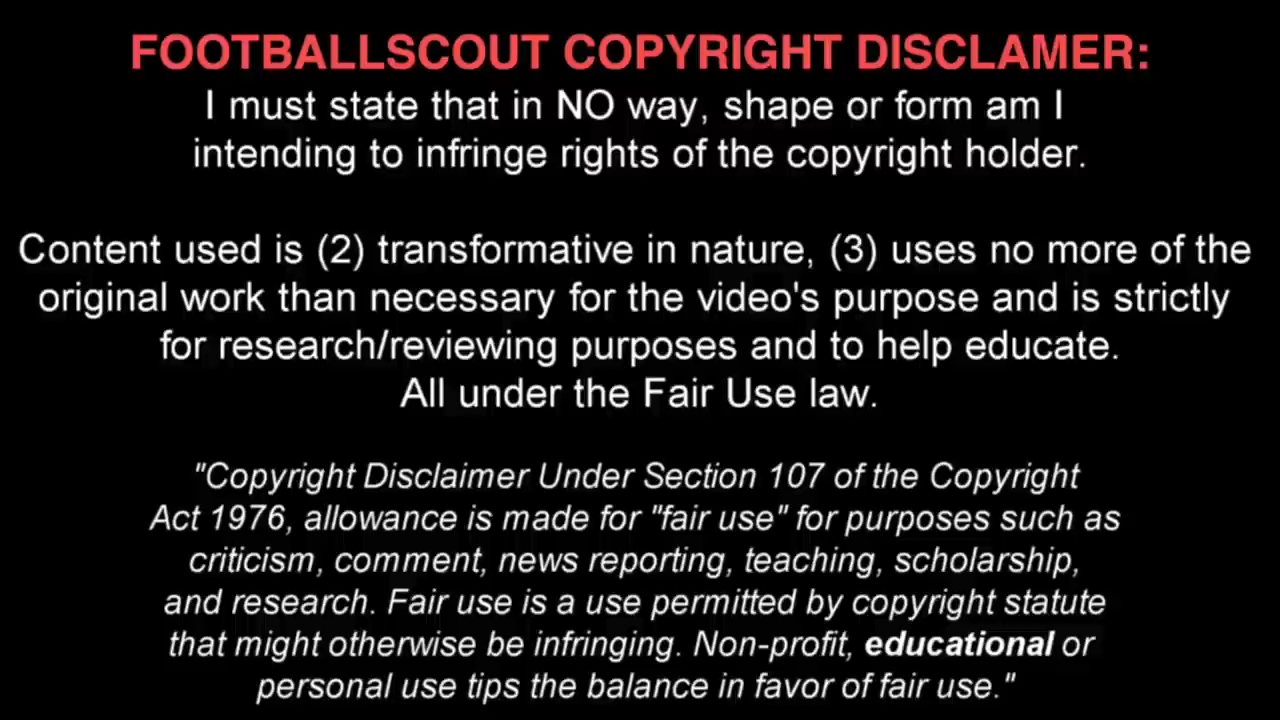 FOOTBALLSCOUT COPYRIGHT DISCLAMER:
I must state that in NO way, shape or form am I
intending to infringe rights of the copyright holder.
Content used is (2) transformative in nature, (3) uses no more of the
original work than necessary for the video's purpose and is strictly
for research/reviewing purposes and to help educate.
All under the Fair Use law.
"Copyright Disclaimer Under Section 107 of the Copyright
Act 1976, allowance is made for "fair use" for purposes such as
criticism, comment, news reporting, teaching, scholarship,
and research. Fair use is a use permitted by copyright statute
that might otherwise be infringing. Non-profit, educational or
personal use tips the balance in favor of fair use."